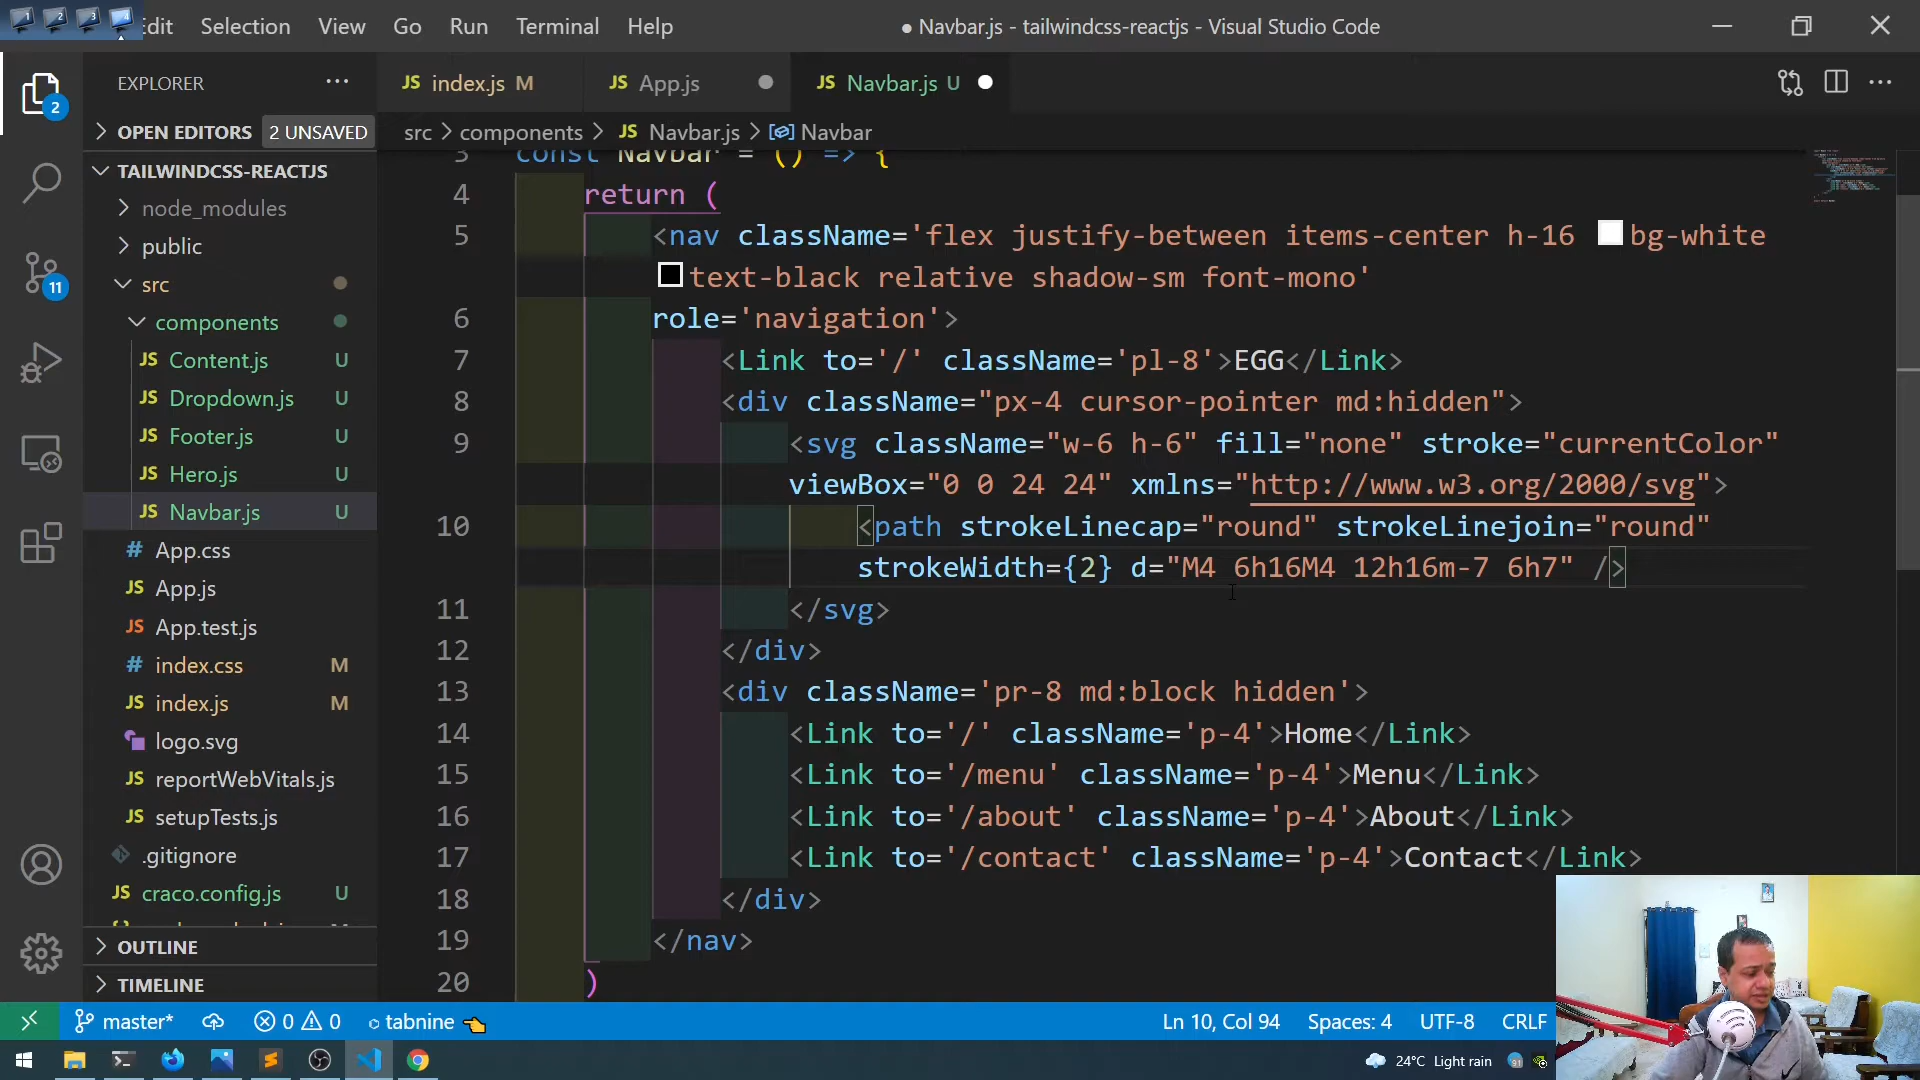 1 2 3 4
Edit Selection View Go Run Terminal Help
● Navbar.js - tailwindcss-reactjs - Visual Studio Code
EXPLORER
JS index.js M
JS App.js
JS Navbar.js U
OPEN EDITORS 2 UNSAVED
src > components > JS Navbar.js > Navbar
TAILWINDCSS-REACTJS
node_modules
public
src
components
JS Content.js U
JS Dropdown.js U
JS Footer.js U
JS Hero.js U
JS Navbar.js U
# App.css
JS App.js
JS App.test.js
# index.css M
JS index.js M
logo.svg
JS reportWebVitals.js
JS setupTests.js
.gitignore
JS craco.config.js U
OUTLINE
TIMELINE
2
11
3 const Navbar = () => {
4 return (
5 <nav className='flex justify-between items-center h-16 bg-white
text-black relative shadow-sm font-mono'
6 role='navigation'>
7 <Link to='/' className='pl-8'>EGG</Link>
8 <div className="px-4 cursor-pointer md:hidden">
9 <svg className="w-6 h-6" fill="none" stroke="currentColor"
viewBox="0 0 24 24" xmlns="http://www.w3.org/2000/svg">
10 <path strokeLinecap="round" strokeLinejoin="round"
strokeWidth={2} d="M4 6h16M4 12h16m-7 6h7" />
11 </svg>
12 </div>
13 <div className='pr-8 md:block hidden'>
14 <Link to='/' className='p-4'>Home</Link>
15 <Link to='/menu' className='p-4'>Menu</Link>
16 <Link to='/about' className='p-4'>About</Link>
17 <Link to='/contact' className='p-4'>Contact</Link>
18 </div>
19 </nav>
20 )
master* 0 0 tabnine
Ln 10, Col 94 Spaces: 4 UTF-8 CRLF
24°C Light rain